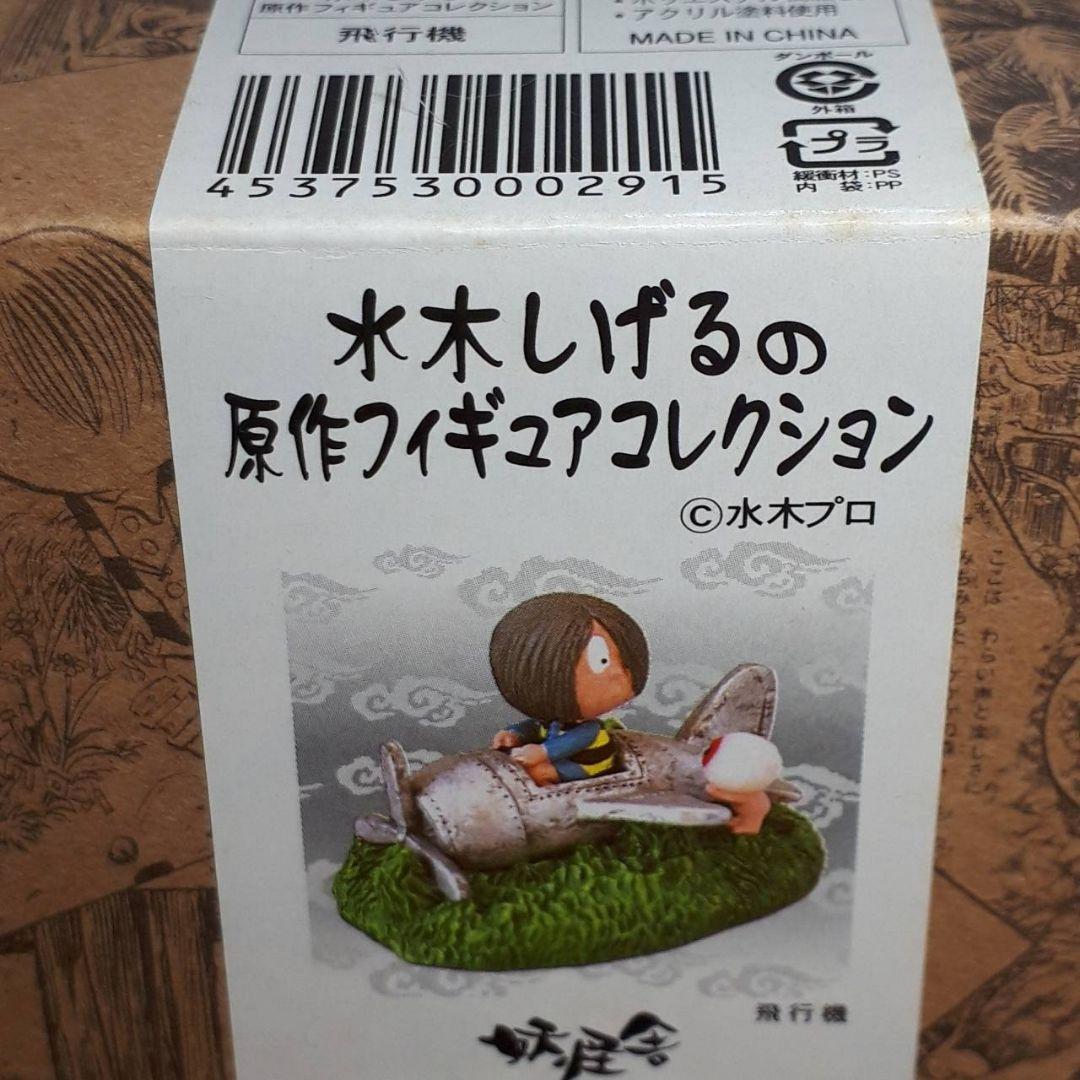 原作フィギュアコレクション
飛行機
・アクリル塗料使用
MADE IN CHINA
4537530002915
ダンボール
外箱
プラ
緩衝材:PS
内 袋:PP
水木しげるの
原作フィギュアコレクション
©水木プロ
飛行機
妖怪舎